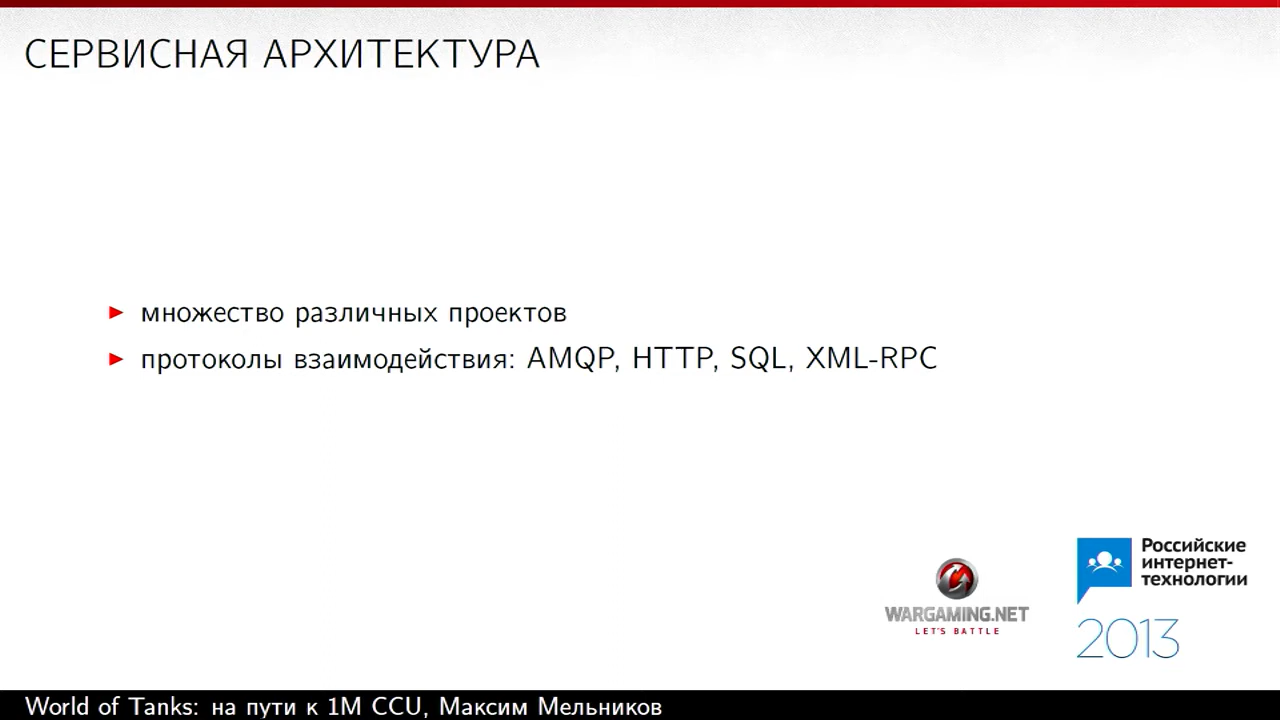 СЕРВИСНАЯ АРХИТЕКТУРА
множество различных проектов
протоколы взаимодействия: AMQP, HTTP, SQL, XML-RPC
WARGAMING.NET
LET'S BATTLE
Российские
интернет-
технологии
2013
World of Tanks: на пути к 1M CCU, Максим Мельников